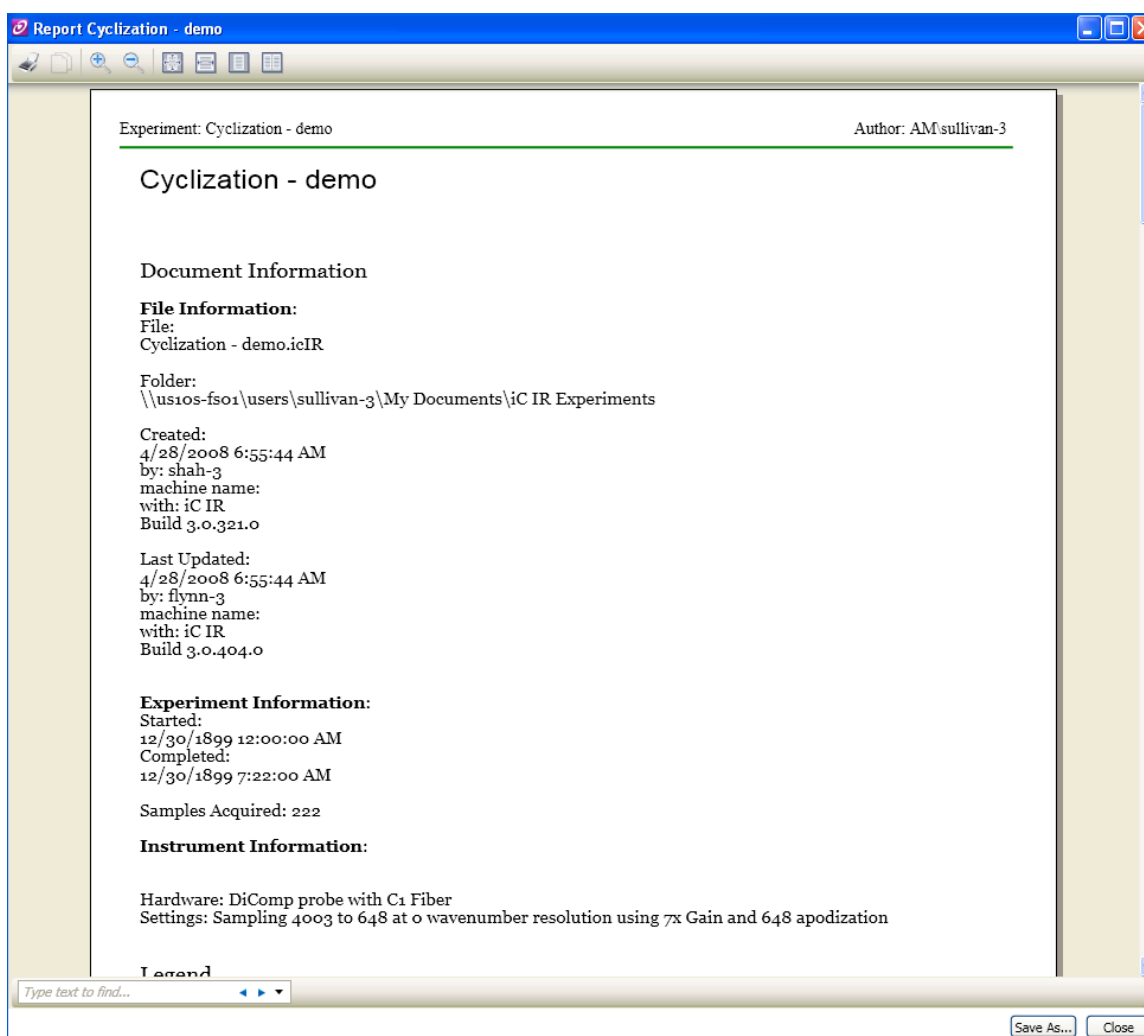 Report Cyclization - demo
Experiment: Cyclization - demo
Author: AM\sullivan-3
Cyclization - demo
Document Information
File Information:
File:
Cyclization - demo.icIR
Folder:
\\us10s-fs01\users\sullivan-3\My Documents\iC IR Experiments
Created:
4/28/2008 6:55:44 AM
by: shah-3
machine name:
with: iC IR
Build 3.0.321.0
Last Updated:
4/28/2008 6:55:44 AM
by: flynn-3
machine name:
with: iC IR
Build 3.0.404.0
Experiment Information:
Started:
12/30/1899 12:00:00 AM
Completed:
12/30/1899 7:22:00 AM
Samples Acquired: 222
Instrument Information:
Hardware: DiComp probe with C1 Fiber
Settings: Sampling 4003 to 648 at 0 wavenumber resolution using 7x Gain and 648 apodization
Legend
Type text to find...
Save As...
Close